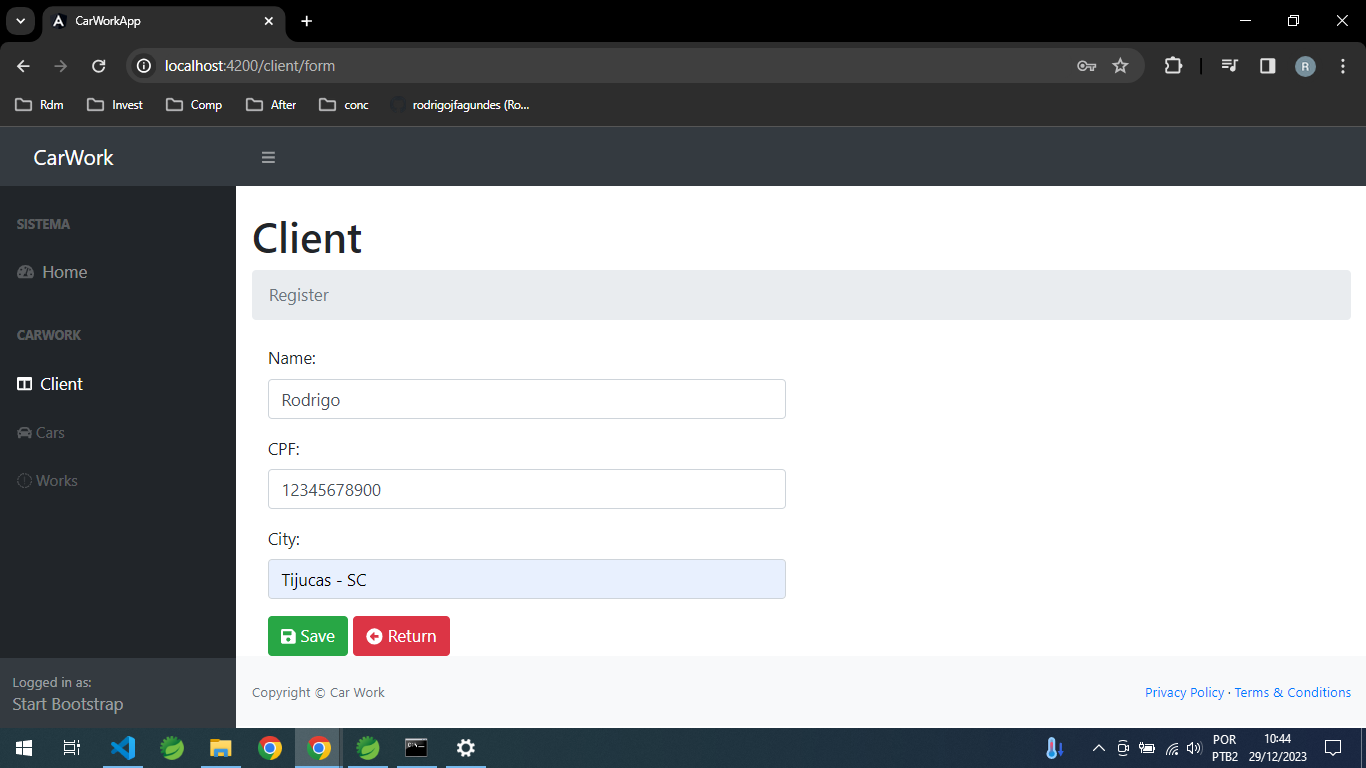 CarWorkApp
localhost:4200/client/form
R
Rdm
Invest
Comp
After
conc
rodrigojfagundes (Ro...
CarWork
SISTEMA
Home
CARWORK
Client
Cars
Works
Logged in as:
Start Bootstrap
Client
Register
Name:
Rodrigo
CPF:
12345678900
City:
Tijucas - SC
Save
Return
Copyright © Car Work
Privacy Policy · Terms & Conditions
POR
PTB2
10:44
29/12/2023